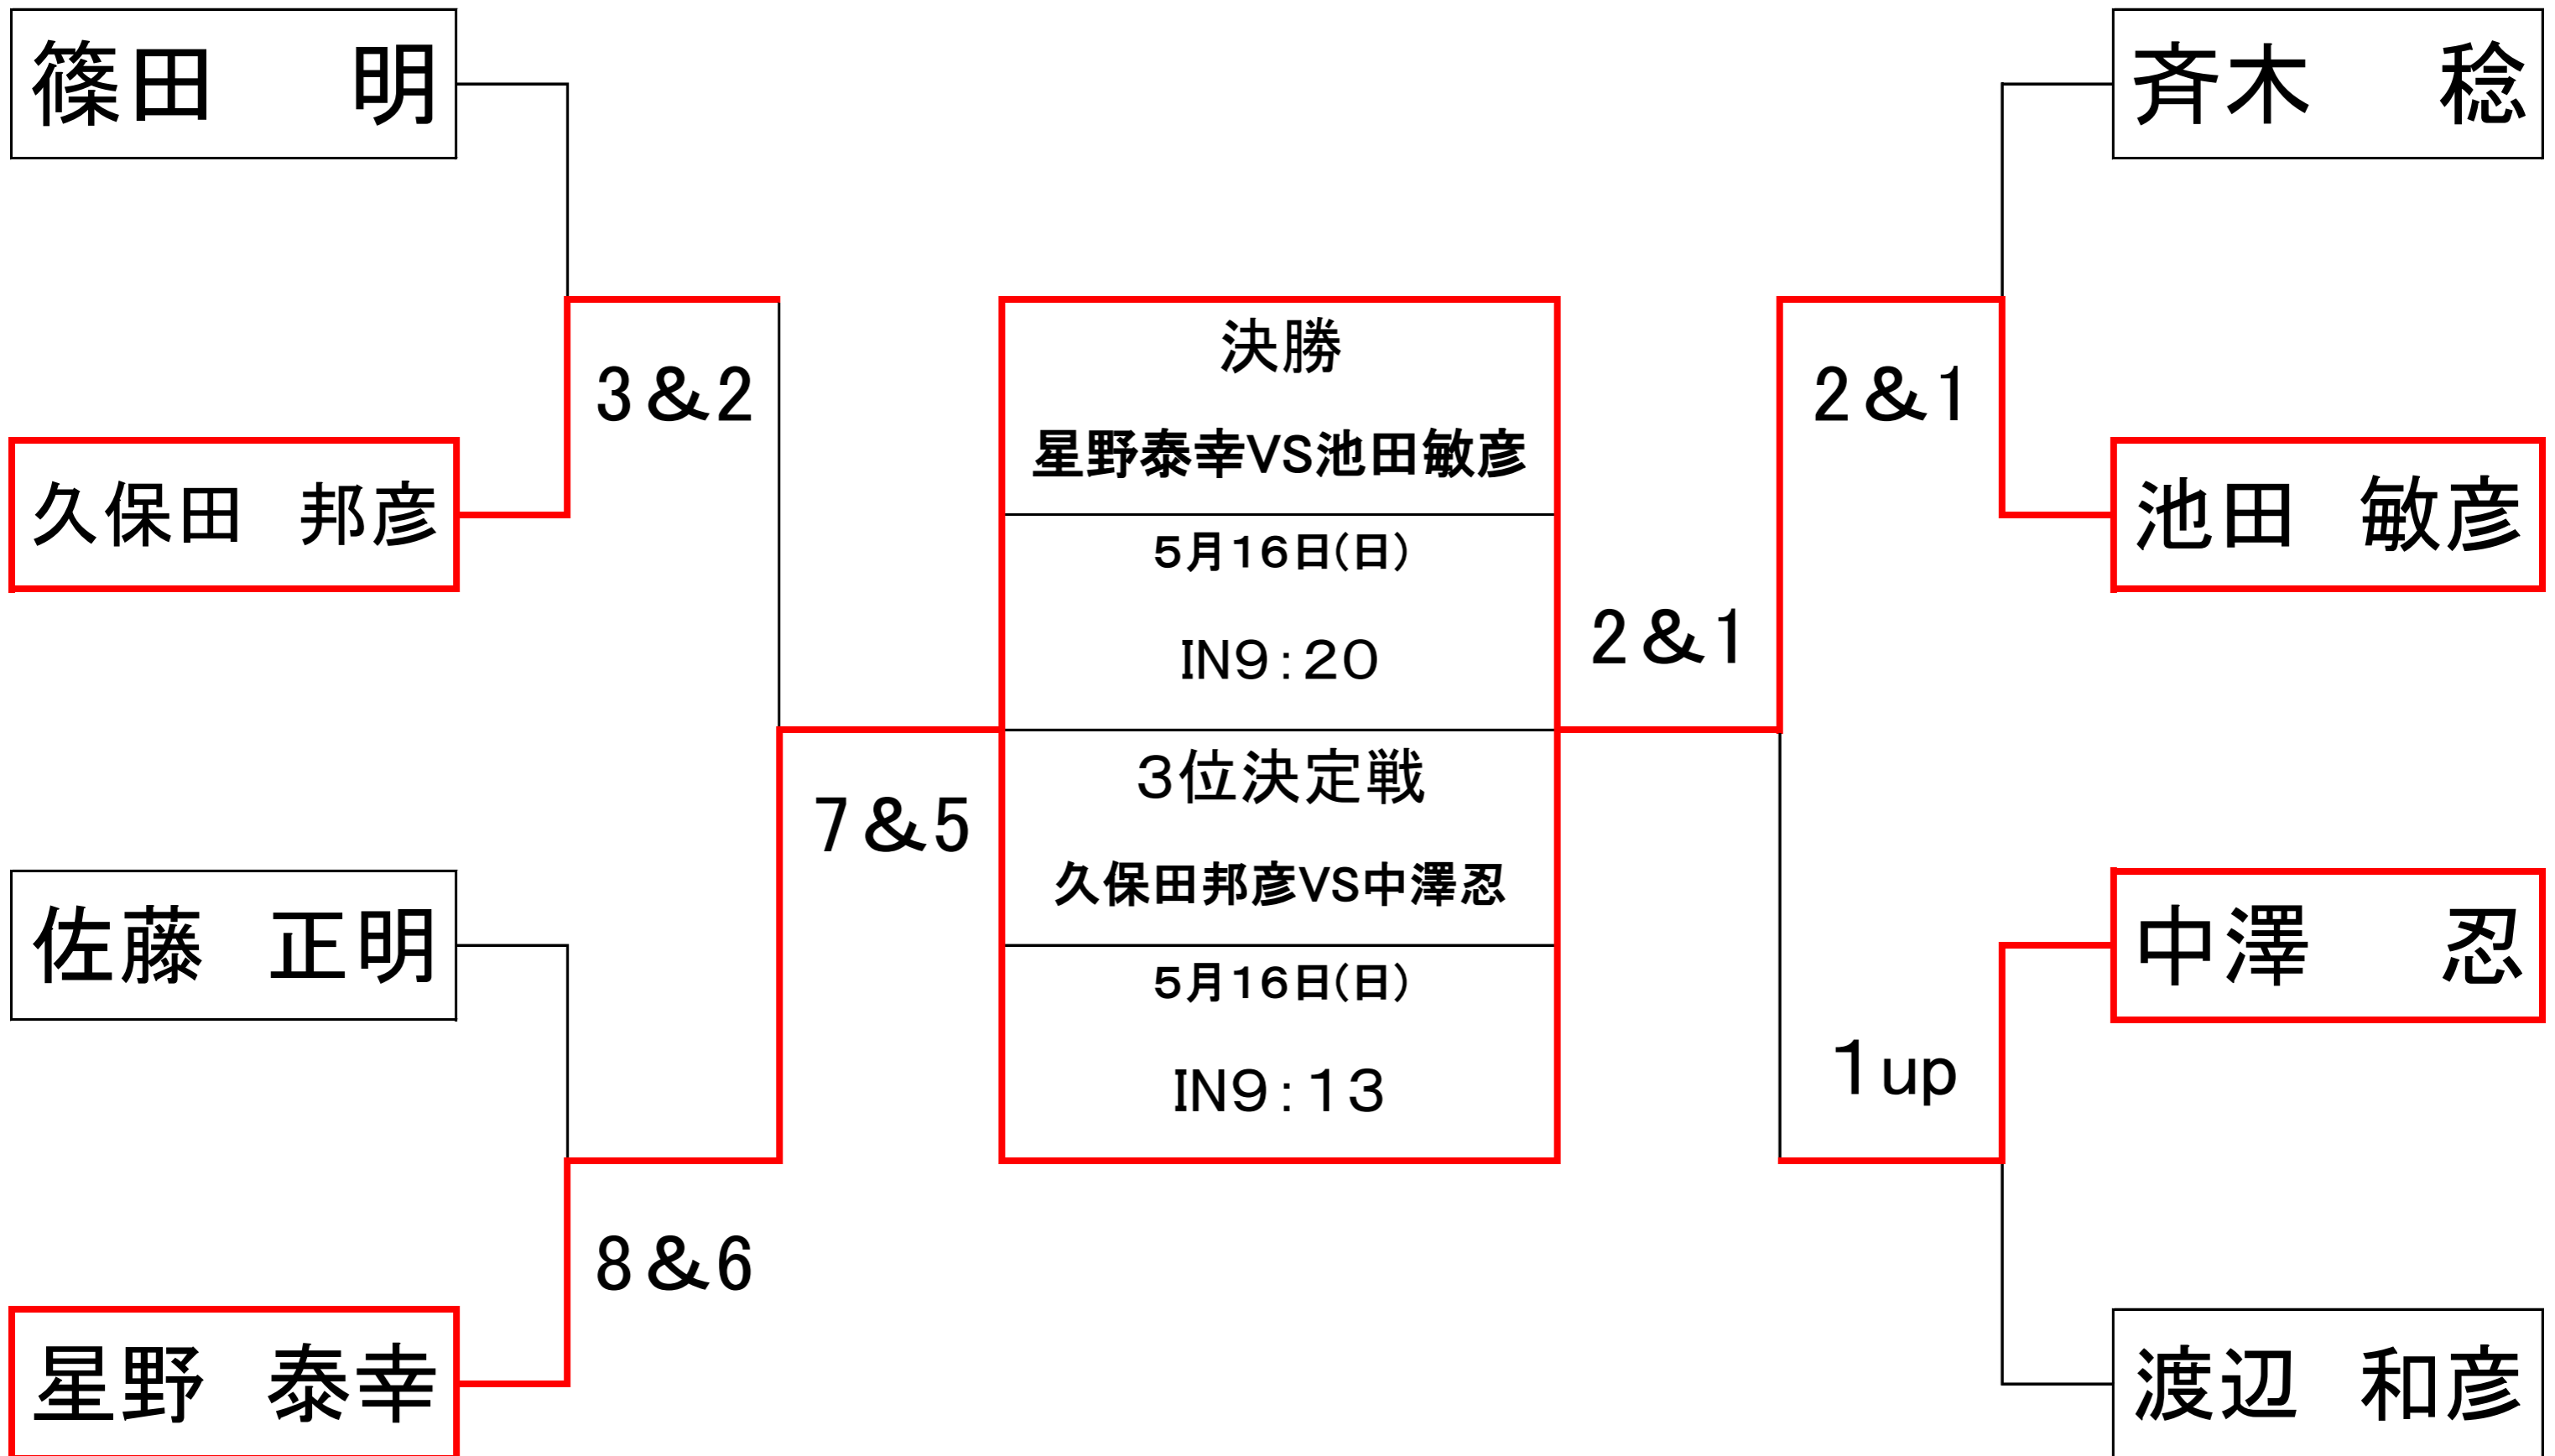 篠田　明
久保田　邦彦
佐藤　正明
星野　泰幸
3&2
8&6
7&5
決勝
星野泰幸VS池田敏彦
5月16日(日)
IN9:20
3位決定戦
久保田邦彦VS中澤忍
5月16日(日)
IN9:13
2&1
2&1
1up
斉木　稔
池田　敏彦
中澤　忍
渡辺　和彦